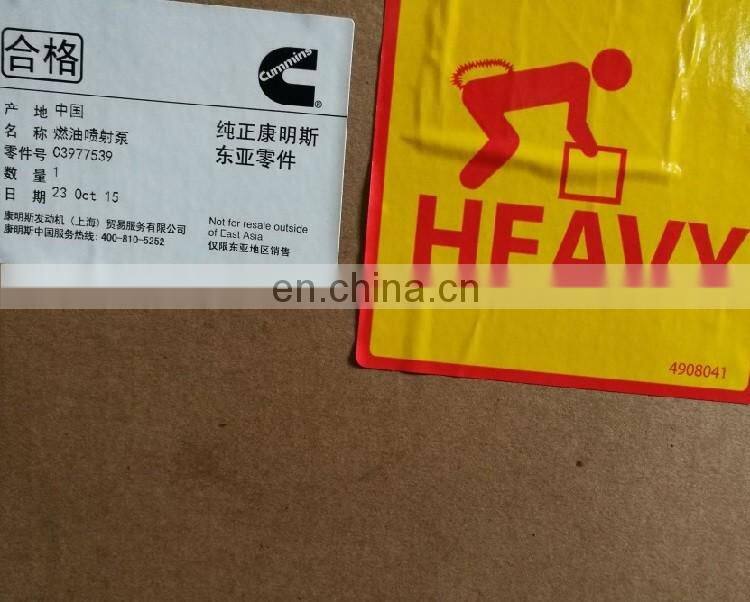 合格
Cummins
®
产 地 中国
名 称 燃油喷射泵
零件号 C3977539
数 量 1
日 期 23 Oct 15
纯正康明斯
东亚零件
康明斯发动机（上海）贸易服务有限公司
康明斯中国服务热线: 400-810-5252
Not for resale outside
of East Asia
仅限东亚地区销售
HEAVY
4908041
en.china.cn